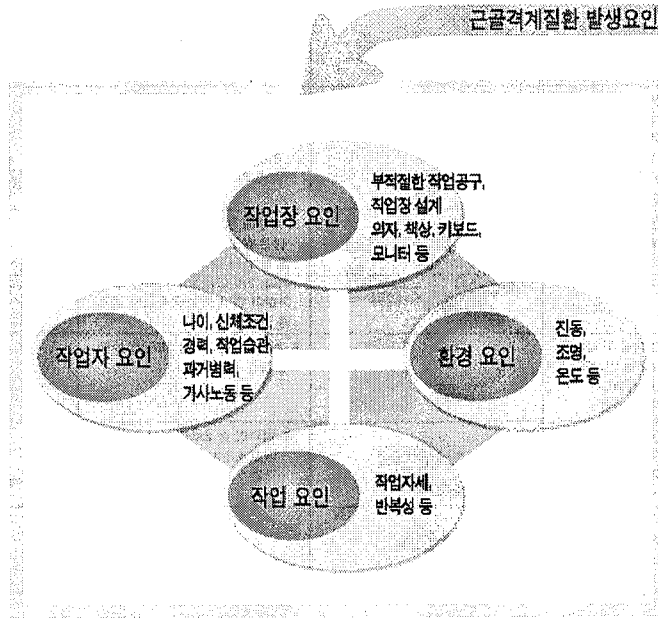 근골격계질환 발생요인
작업장 요인
부적절한 작업공구,
작업장 설계
의자, 책상, 키보드,
모니터 등
작업자 요인
나이, 신체조건,
경력, 작업습관,
과거병력,
가사노동 등
환경 요인
진동,
조명,
온도 등
작업 요인
작업자세,
반복성 등